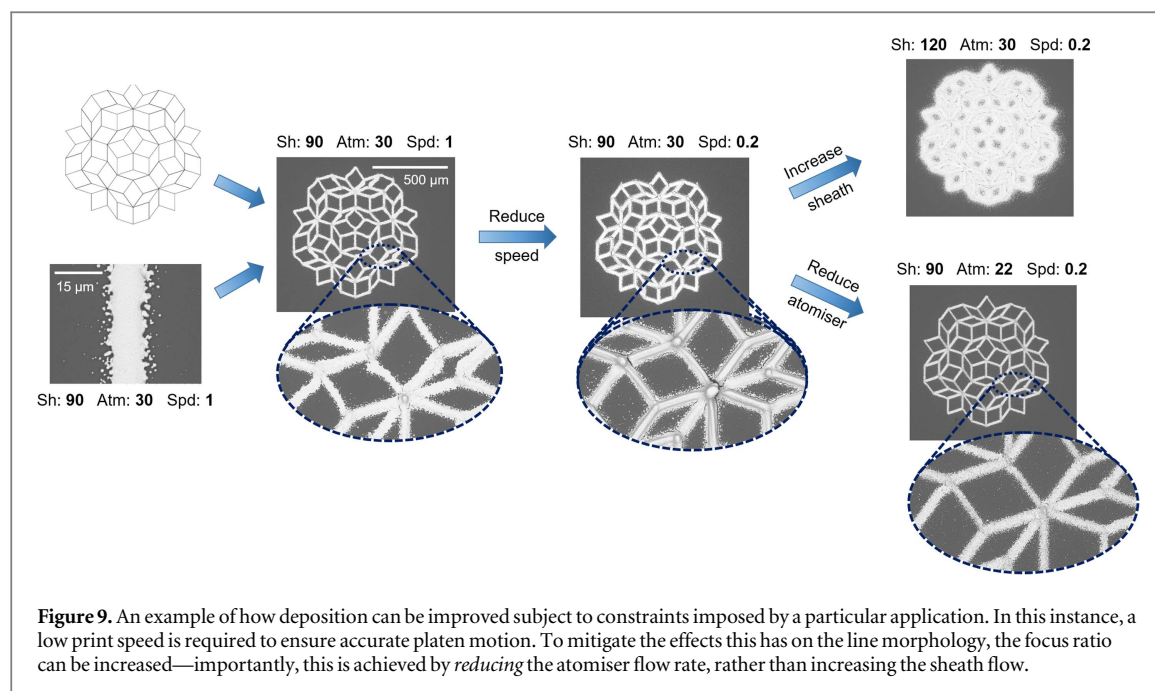 Sh: 120 Atm: 30 Spd: 0.2
Sh: 90 Atm: 30 Spd: 1
500 µm
Sh: 90 Atm: 30 Spd: 0.2
Increase
sheath
Reduce
speed
15 µm
Reduce
atomiser
Sh: 90 Atm: 22 Spd: 0.2
Sh: 90 Atm: 30 Spd: 1
Figure 9. An example of how deposition can be improved subject to constraints imposed by a particular application. In this instance, a
low print speed is required to ensure accurate platen motion. To mitigate the effects this has on the line morphology, the focus ratio
can be increased—importantly, this is achieved by reducing the atomiser flow rate, rather than increasing the sheath flow.